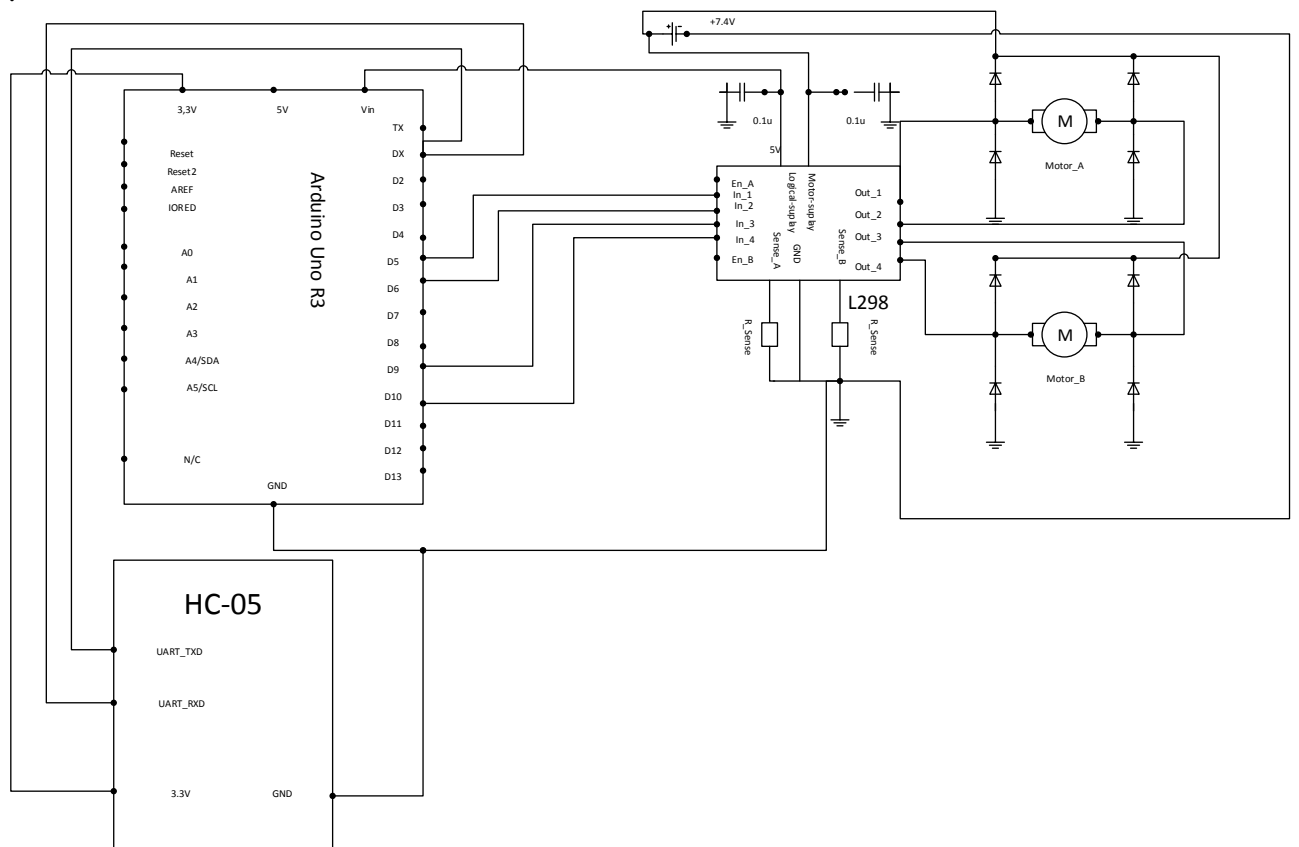 +7.4V
3,3V
5V
Vin
TX
DX
D2
D3
D4
D5
D6
D7
D8
D9
D10
D11
D12
D13
Reset
Reset2
AREF
IORED
A0
A1
A2
A3
A4/SDA
A5/SCL
N/C
GND
Arduino Uno R3
0.1u
0.1u
5V
En_A
In_1
In_2
In_3
In_4
En_B
Logical-suplay
Motor-suplay
Sense_A
GND
Sense_B
Out_1
Out_2
Out_3
Out_4
L298
R_Sense
R_Sense
M
Motor_A
M
Motor_B
HC-05
UART_TXD
UART_RXD
3.3V
GND